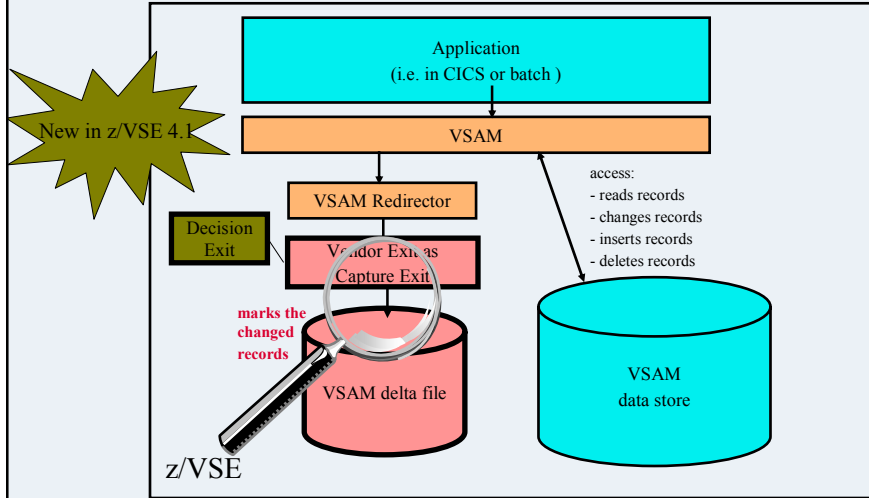 Application
(i.e. in CICS or batch )
New in z/VSE 4.1
VSAM
access:
- reads records
- changes records
- inserts records
- deletes records
VSAM Redirector
Decision
Exit
Vendor Exit as
Capture Exit
marks the
changed
records
VSAM delta file
VSAM
data store
z/VSE